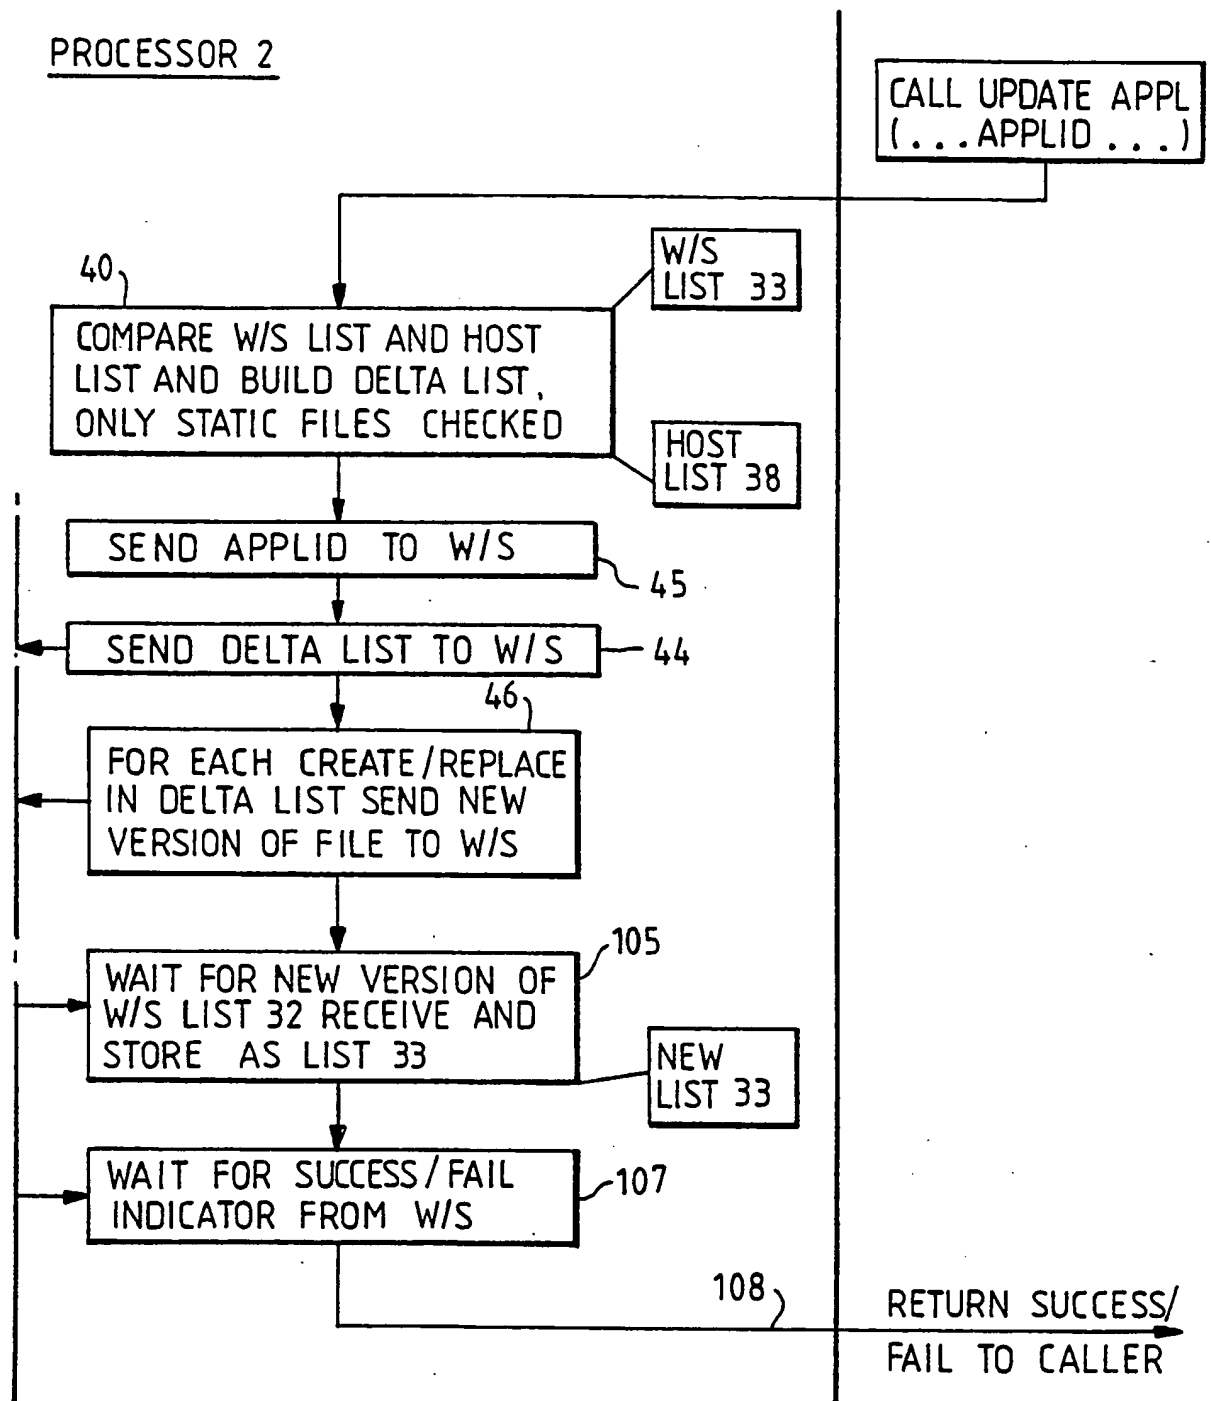 PROCESSOR 2
CALL UPDATE APPL
(...APPLID ...)
W/S
LIST 33
40
COMPARE W/S LIST AND HOST
LIST AND BUILD DELTA LIST,
ONLY STATIC FILES CHECKED
HOST
LIST 38
SEND APPLID TO W/S
45
SEND DELTA LIST TO W/S
44
46
FOR EACH CREATE/REPLACE
IN DELTA LIST SEND NEW
VERSION OF FILE TO W/S
105
WAIT FOR NEW VERSION OF
W/S LIST 32 RECEIVE AND
STORE AS LIST 33
NEW
LIST 33
WAIT FOR SUCCESS/FAIL
INDICATOR FROM W/S
107
108
RETURN SUCCESS/
FAIL TO CALLER